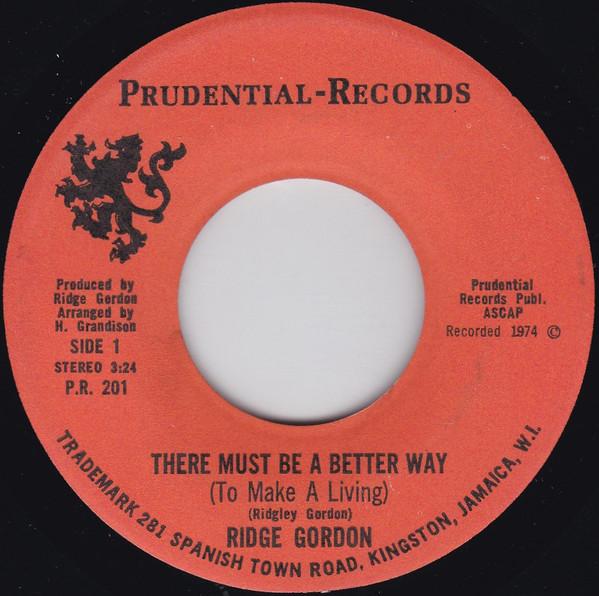 PRUDENTIAL-RECORDS
Produced by
Ridge Gordon
Arranged by
H. Grandison
SIDE 1
STEREO 3:24
P.R. 201
Prudential
Records Publ.
ASCAP
Recorded 1974 ©
THERE MUST BE A BETTER WAY
(To Make A Living)
(Ridgley Gordon)
RIDGE GORDON
TRADEMARK 281 SPANISH TOWN ROAD, KINGSTON, JAMAICA, W.I.